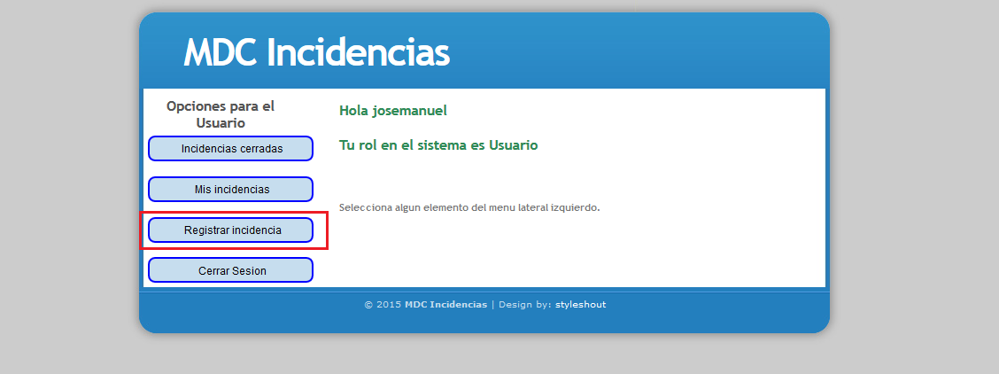 MDC Incidencias
Opciones para el
Usuario
Incidencias cerradas
Mis incidencias
Registrar incidencia
Cerrar Sesion
Hola josemanuel
Tu rol en el sistema es Usuario
Selecciona algun elemento del menu lateral izquierdo.
© 2015 MDC Incidencias | Design by: styleshout